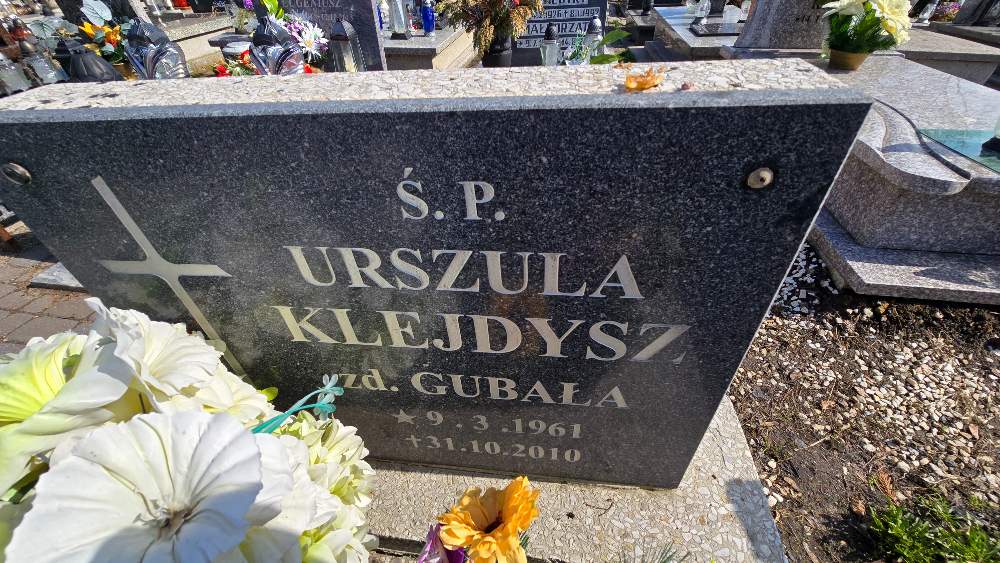 Ś. P.
URSZULA
KLEJDYSZ
zd. GUBAŁA
★9.3.1961
+31.10.2010